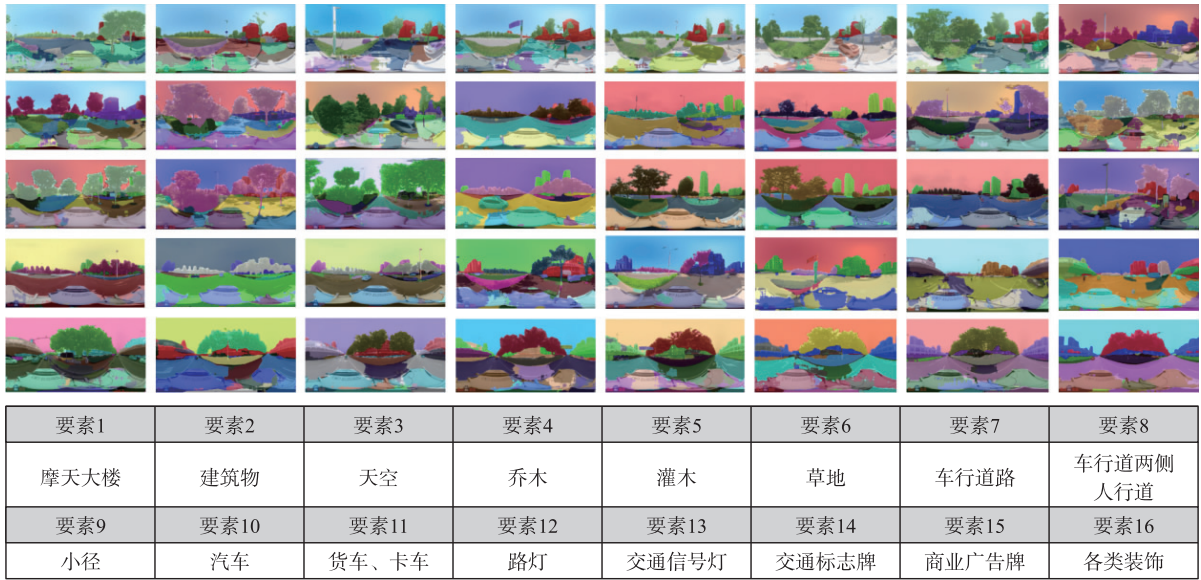 要素1 要素2 要素3 要素4 要素5 要素6 要素7 要素8
摩天大楼 建筑物 天空 乔木 灌木 草地 车行道路 车行道两侧
人行道
要素9 要素10 要素11 要素12 要素13 要素14 要素15 要素16
小径 汽车 货车、卡车 路灯 交通信号灯 交通标志牌 商业广告牌 各类装饰